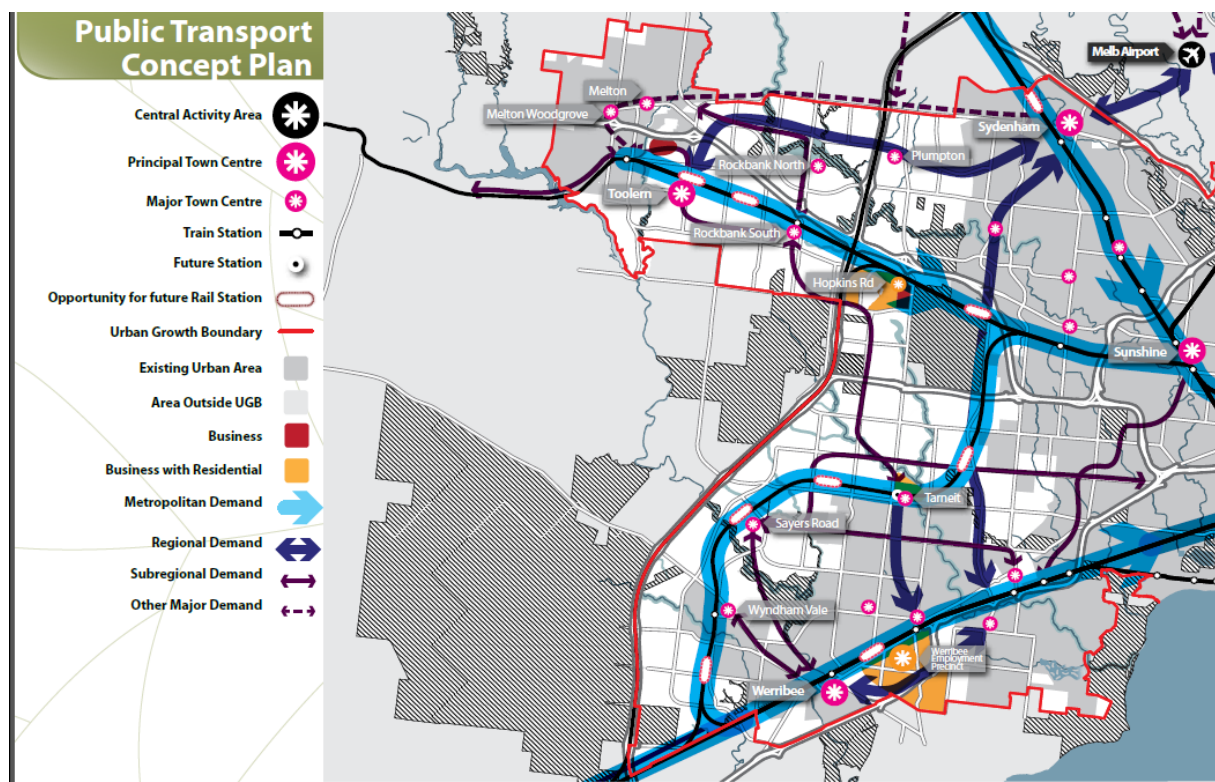 Public Transport
Concept Plan
Central Activity Area
Principal Town Centre
Major Town Centre
Train Station
Future Station
Opportunity for future Rail Station
Urban Growth Boundary
Existing Urban Area
Area Outside UGB
Business
Business with Residential
Metropolitan Demand
Regional Demand
Subregional Demand
Other Major Demand
Melb Airport
Melton
Melton Woodgrove
Sydenham
Plumpton
Rockbank North
Toolern
Rockbank South
Hopkins Rd
Sunshine
Tarneit
Sayers Road
Wyndham Vale
Werribee
Employment
Precinct
Werribee